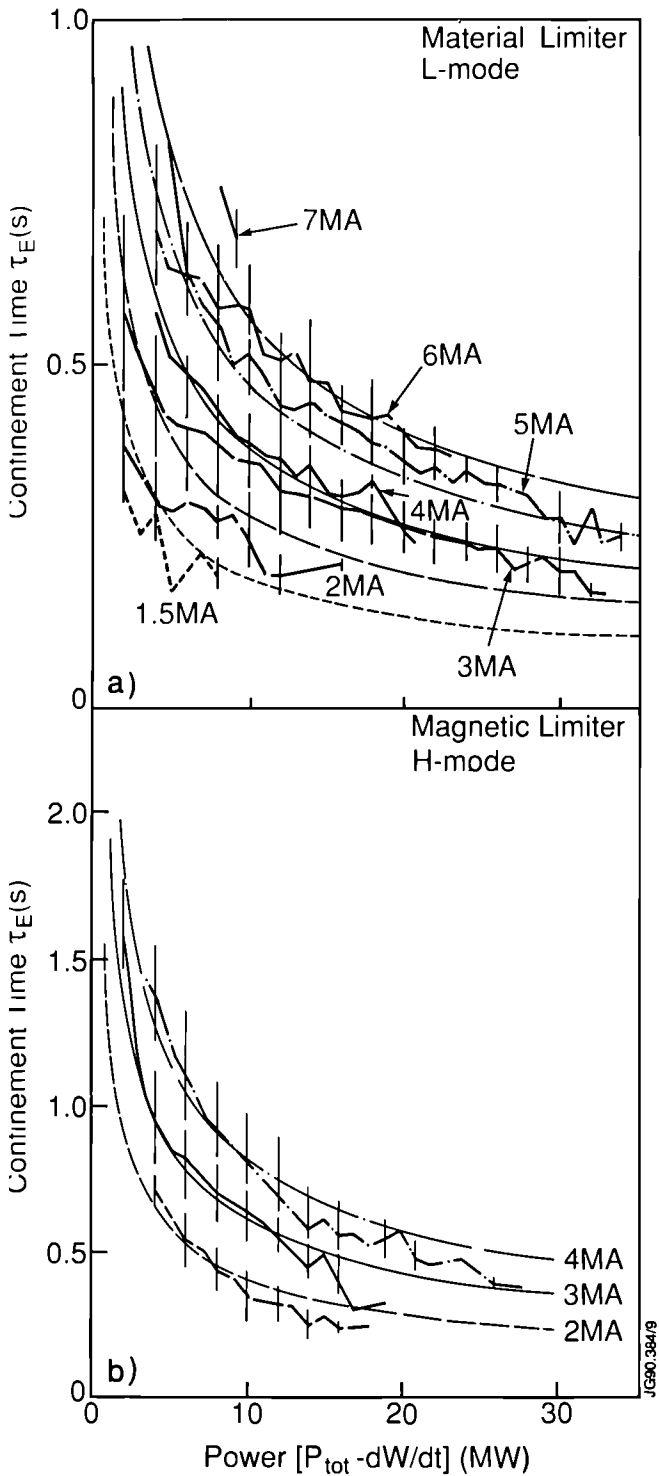 1.0
Material Limiter
L-mode
7MA
6MA
0.5
5MA
4MA
2MA
1.5MA
3MA
a)
0
Confinement Time τE(s)
Magnetic Limiter
H-mode
2.0
1.5
1.0
0.5
4MA
3MA
2MA
b)
0
0 10 20 30
Confinement Time τE(s)
Power [Ptot -dW/dt] (MW)
JG90.384/9